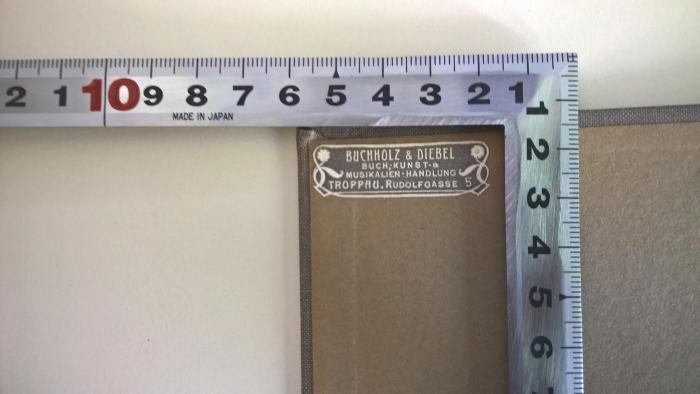 2 1 10 9 8 7 6 5 4 3 2 1
MADE IN JAPAN
1
2
3
4
5
6
BUCHHOLZ & DIEBEL
BUCH-, KUNST- &
MUSIKALIEN-HANDLUNG
TROPPAU, RUDOLFGASSE 5